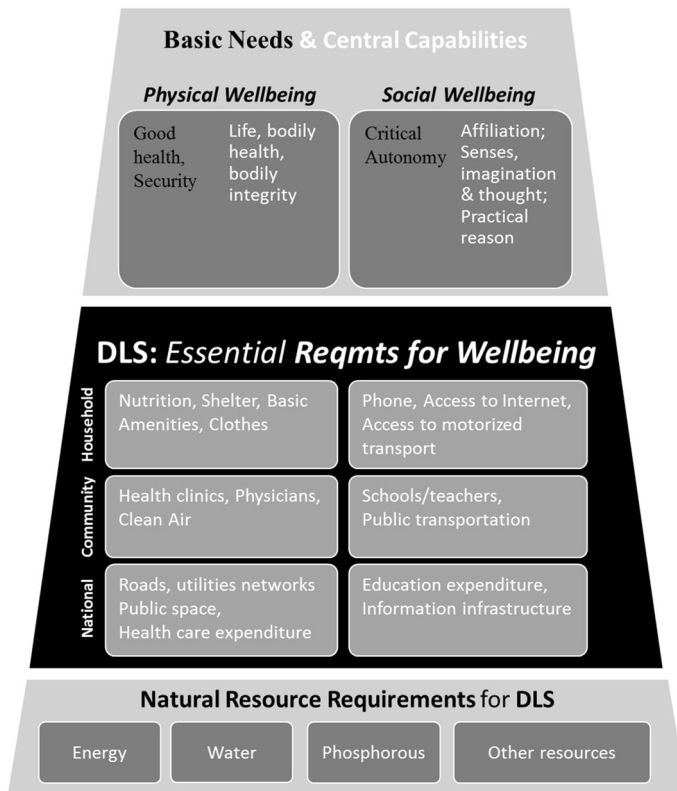 Basic Needs & Central Capabilities
Physical Wellbeing
Social Wellbeing
Good
health,
Security
Life, bodily
health,
bodily
integrity
Critical
Autonomy
Affiliation;
Senses,
imagination
& thought;
Practical
reason
DLS: Essential Reqmts for Wellbeing
Household
Nutrition, Shelter, Basic
Amenities, Clothes
Phone, Access to Internet,
Access to motorized
transport
Community
Health clinics, Physicians,
Clean Air
Schools/teachers,
Public transportation
National
Roads, utilities networks
Public space,
Health care expenditure
Education expenditure,
Information infrastructure
Natural Resource Requirements for DLS
Energy
Water
Phosphorous
Other resources